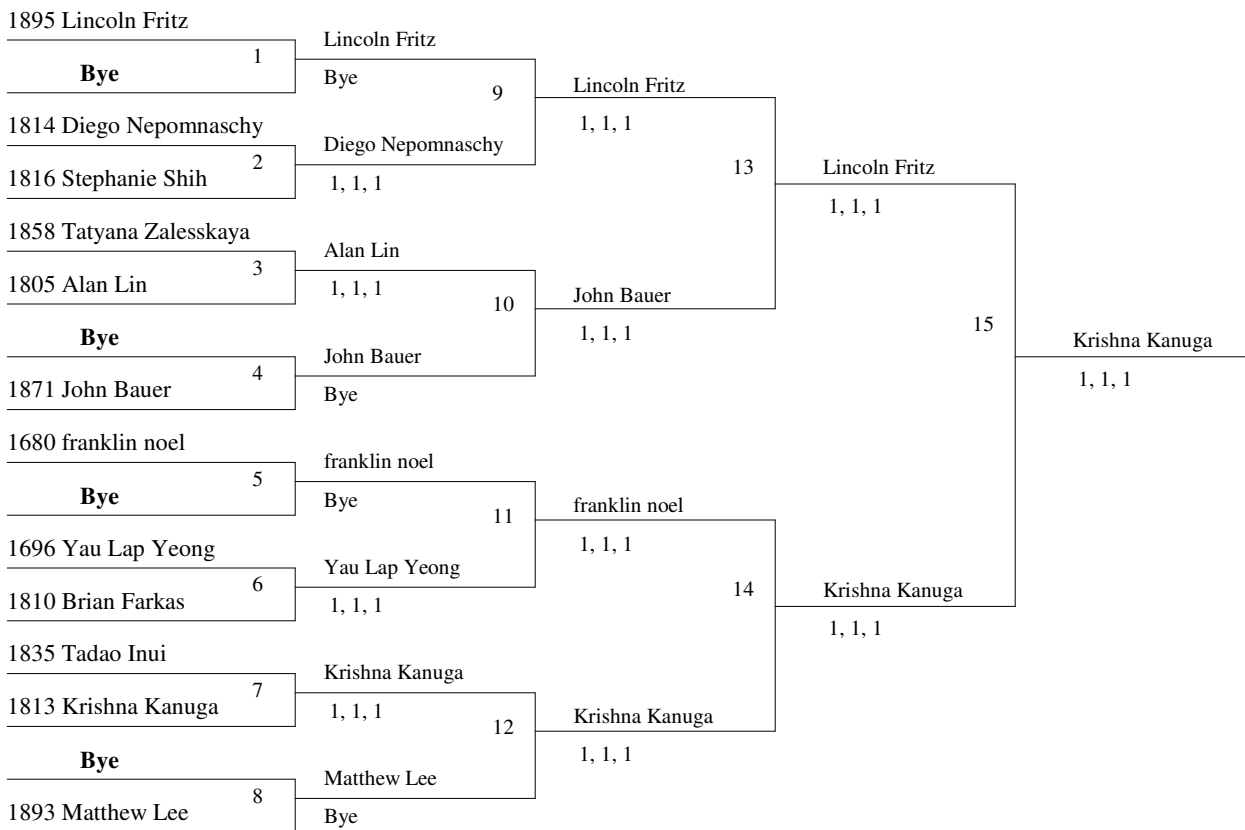 1895 Lincoln Fritz
Bye
1
1814 Diego Nepomnaschy
1816 Stephanie Shih
2
1858 Tatyana Zalesskaya
1805 Alan Lin
3
Bye
1871 John Bauer
4
1680 franklin noel
Bye
5
1696 Yau Lap Yeong
1810 Brian Farkas
6
1835 Tadao Inui
1813 Krishna Kanuga
7
Bye
1893 Matthew Lee
8
Lincoln Fritz
Bye
9
Diego Nepomnaschy
1, 1, 1
Alan Lin
1, 1, 1
10
John Bauer
Bye
franklin noel
Bye
11
Yau Lap Yeong
1, 1, 1
Krishna Kanuga
1, 1, 1
12
Matthew Lee
Bye
Lincoln Fritz
1, 1, 1
13
John Bauer
1, 1, 1
franklin noel
1, 1, 1
14
Krishna Kanuga
1, 1, 1
Lincoln Fritz
1, 1, 1
15
Krishna Kanuga
1, 1, 1
Krishna Kanuga
1, 1, 1